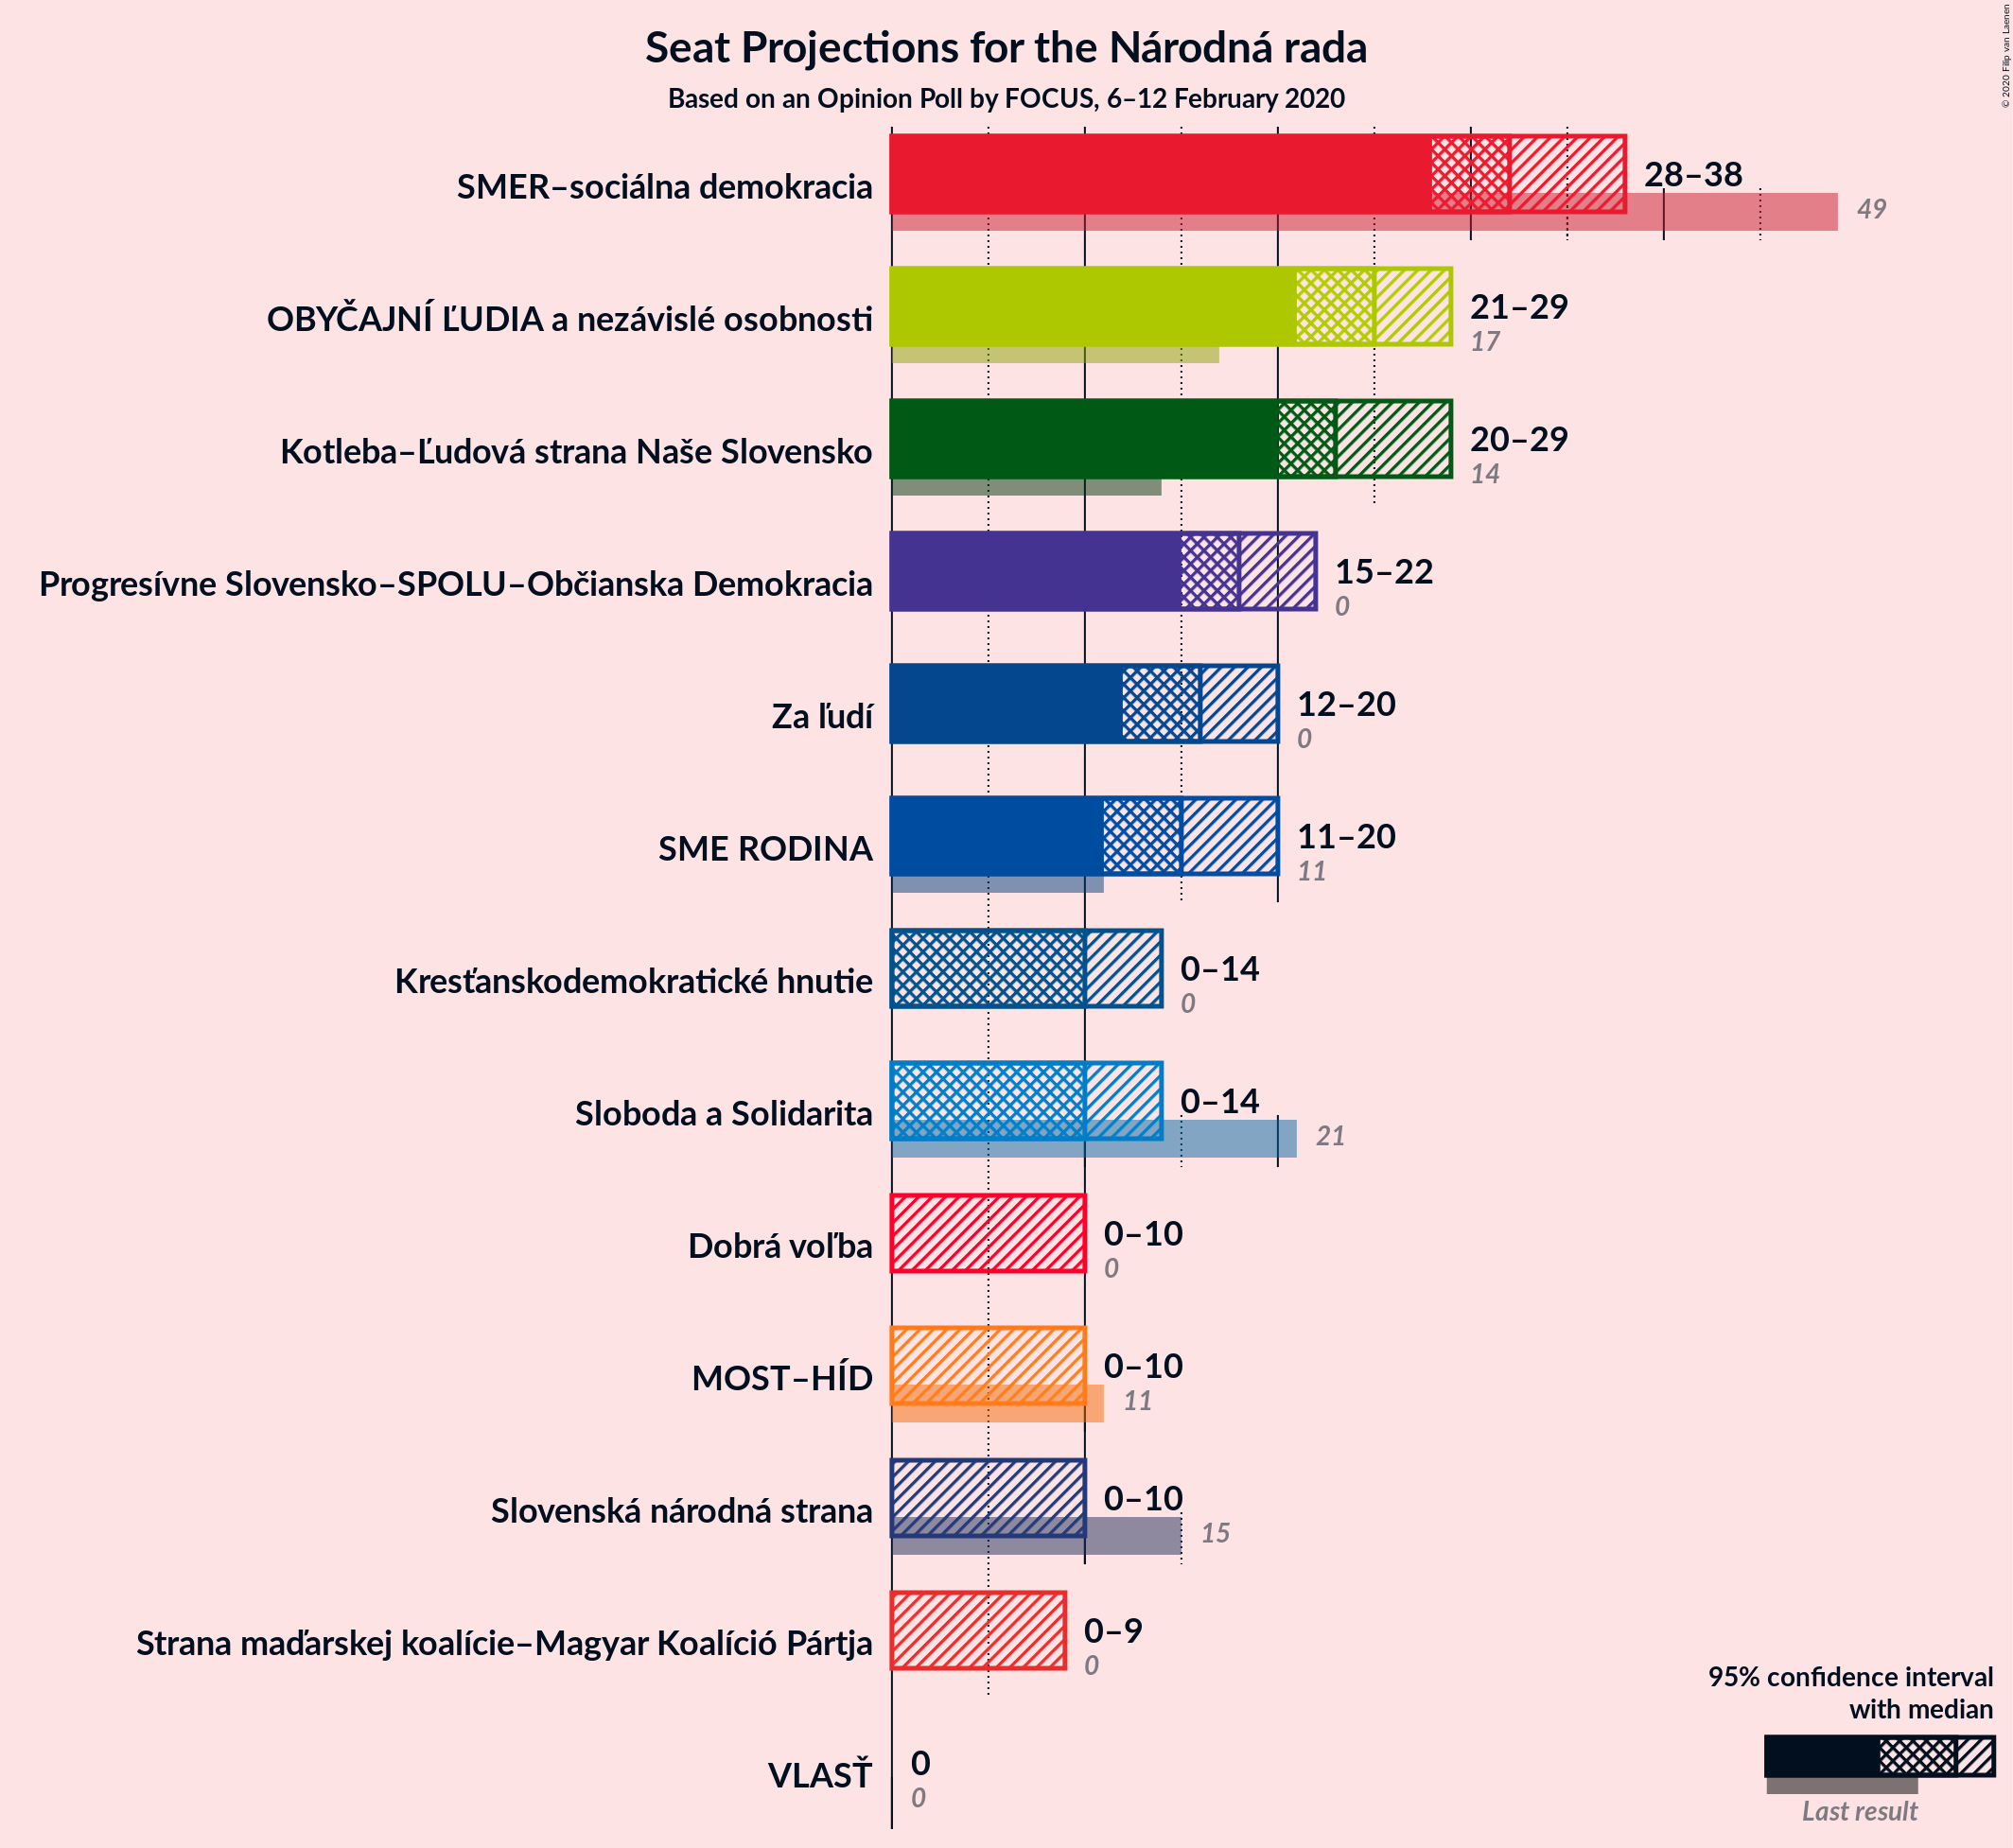 Seat Projections for the Národná rada
Based on an Opinion Poll by FOCUS, 6–12 February 2020
© 2020 Filip van Laenen
SMER–sociálna demokracia
28–38
49
OBYČAJNÍ ĽUDIA a nezávislé osobnosti
21–29
17
Kotleba–Ľudová strana Naše Slovensko
20–29
14
Progresívne Slovensko–SPOLU–Občianska Demokracia
15–22
0
Za ľudí
12–20
0
SME RODINA
11–20
11
Kresťanskodemokratické hnutie
0–14
0
Sloboda a Solidarita
0–14
21
Dobrá voľba
0–10
0
MOST–HÍD
0–10
11
Slovenská národná strana
0–10
15
Strana maďarskej koalície–Magyar Koalíció Pártja
0–9
0
VLASŤ
0
0
95% confidence interval
with median
Last result